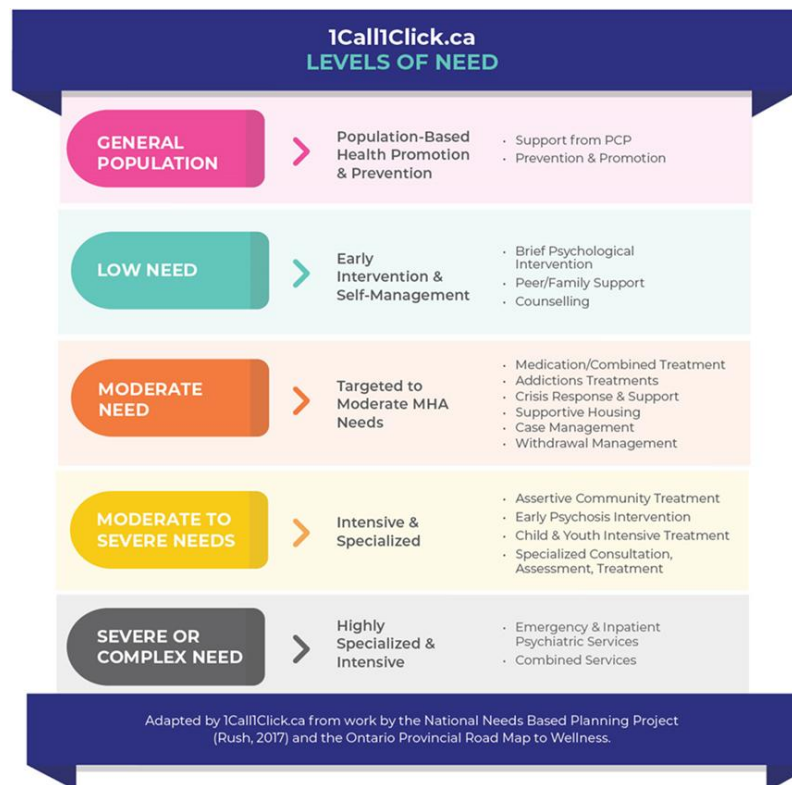 1Call1Click.ca
LEVELS OF NEED
GENERAL
POPULATION
Population-Based
Health Promotion
& Prevention
• Support from PCP
• Prevention & Promotion
LOW NEED
Early
Intervention &
Self-Management
• Brief Psychological
Intervention
• Peer/Family Support
• Counselling
MODERATE
NEED
Targeted to
Moderate MHA
Needs
• Medication/Combined Treatment
• Addictions Treatments
• Crisis Response & Support
• Supportive Housing
• Case Management
• Withdrawal Management
MODERATE TO
SEVERE NEEDS
Intensive &
Specialized
• Assertive Community Treatment
• Early Psychosis Intervention
• Child & Youth Intensive Treatment
• Specialized Consultation,
Assessment, Treatment
SEVERE OR
COMPLEX NEED
Highly
Specialized &
Intensive
• Emergency & Inpatient
Psychiatric Services
• Combined Services
Adapted by 1Call1Click.ca from work by the National Needs Based Planning Project
(Rush, 2017) and the Ontario Provincial Road Map to Wellness.